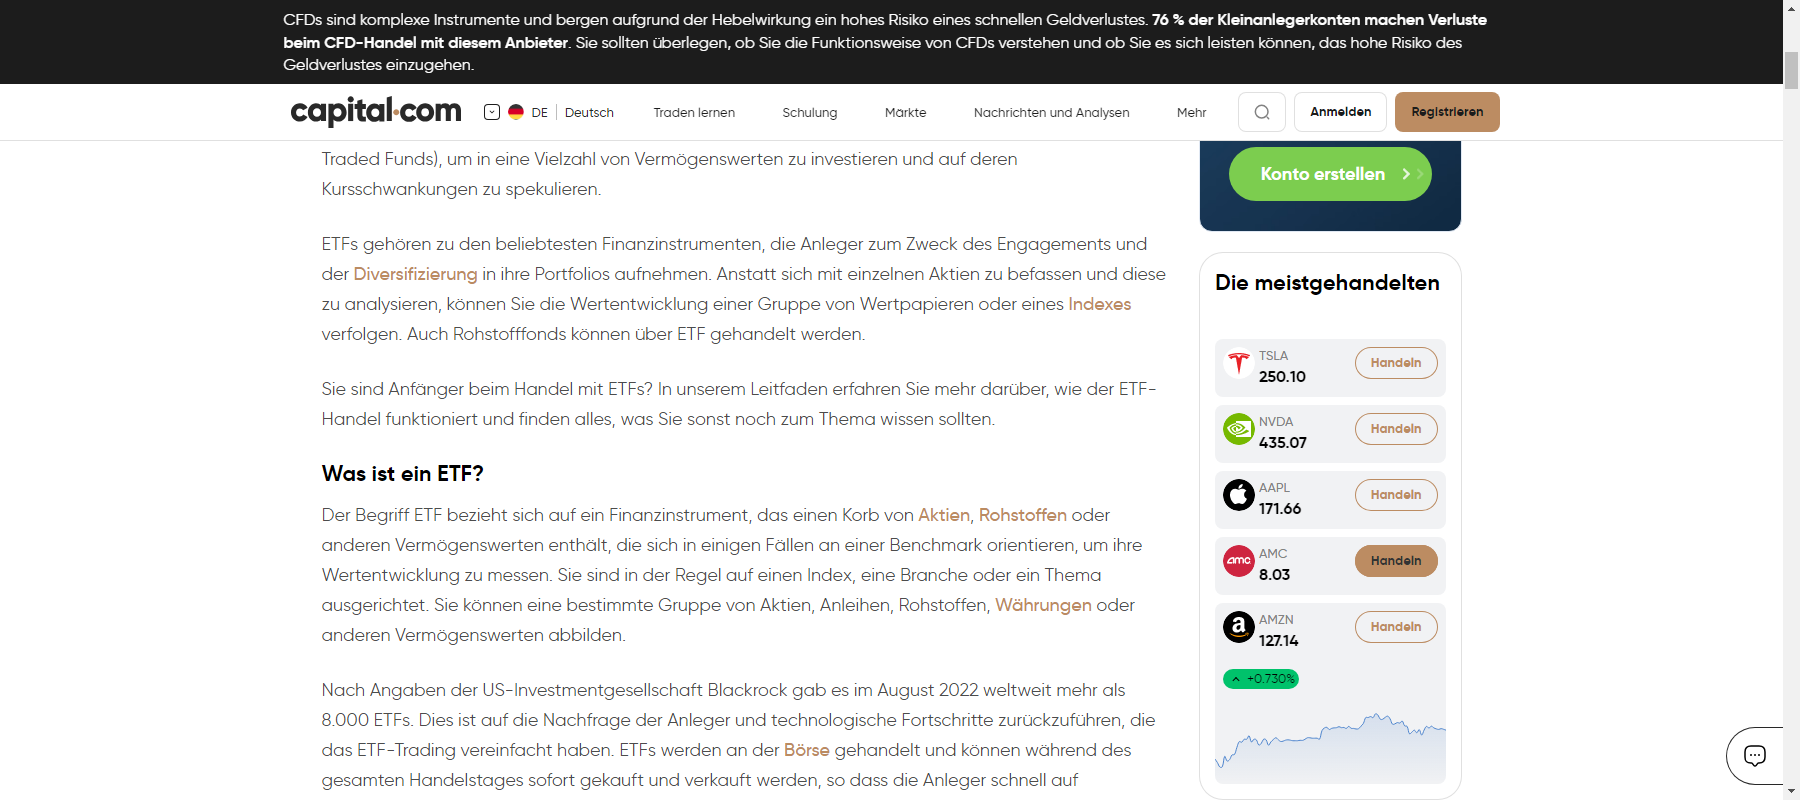 CFDs sind komplexe Instrumente und bergen aufgrund der Hebelwirkung ein hohes Risiko eines schnellen Geldverlustes. 76 % der Kleinanlegerkonten machen Verluste
beim CFD-Handel mit diesem Anbieter. Sie sollten überlegen, ob Sie die Funktionsweise von CFDs verstehen und ob Sie es sich leisten können, das hohe Risiko des
Geldverlustes einzugehen.
capital.com DE Deutsch Traden lernen Schulung Märkte Nachrichten und Analysen Mehr Anmelden Registrieren
Traded Funds), um in eine Vielzahl von Vermögenswerten zu investieren und auf deren
Kursschwankungen zu spekulieren.
ETFs gehören zu den beliebtesten Finanzinstrumenten, die Anleger zum Zweck des Engagements und
der Diversifizierung in ihre Portfolios aufnehmen. Anstatt sich mit einzelnen Aktien zu befassen und diese
zu analysieren, können Sie die Wertentwicklung einer Gruppe von Wertpapieren oder eines Indexes
verfolgen. Auch Rohstofffonds können über ETF gehandelt werden.
Sie sind Anfänger beim Handel mit ETFs? In unserem Leitfaden erfahren Sie mehr darüber, wie der ETF-
Handel funktioniert und finden alles, was Sie sonst noch zum Thema wissen sollten.
Was ist ein ETF?
Der Begriff ETF bezieht sich auf ein Finanzinstrument, das einen Korb von Aktien, Rohstoffen oder
anderen Vermögenswerten enthält, die sich in einigen Fällen an einer Benchmark orientieren, um ihre
Wertentwicklung zu messen. Sie sind in der Regel auf einen Index, eine Branche oder ein Thema
ausgerichtet. Sie können eine bestimmte Gruppe von Aktien, Anleihen, Rohstoffen, Währungen oder
anderen Vermögenswerten abbilden.
Nach Angaben der US-Investmentgesellschaft Blackrock gab es im August 2022 weltweit mehr als
8.000 ETFs. Dies ist auf die Nachfrage der Anleger und technologische Fortschritte zurückzuführen, die
das ETF-Trading vereinfacht haben. ETFs werden an der Börse gehandelt und können während des
gesamten Handelstages sofort gekauft und verkauft werden, so dass die Anleger schnell auf
Konto erstellen
Die meistgehandelten
TSLA
250.10
Handeln
NVDA
435.07
Handeln
AAPL
171.66
Handeln
amc
AMC
8.03
Handeln
a
AMZN
127.14
Handeln
+0.730%